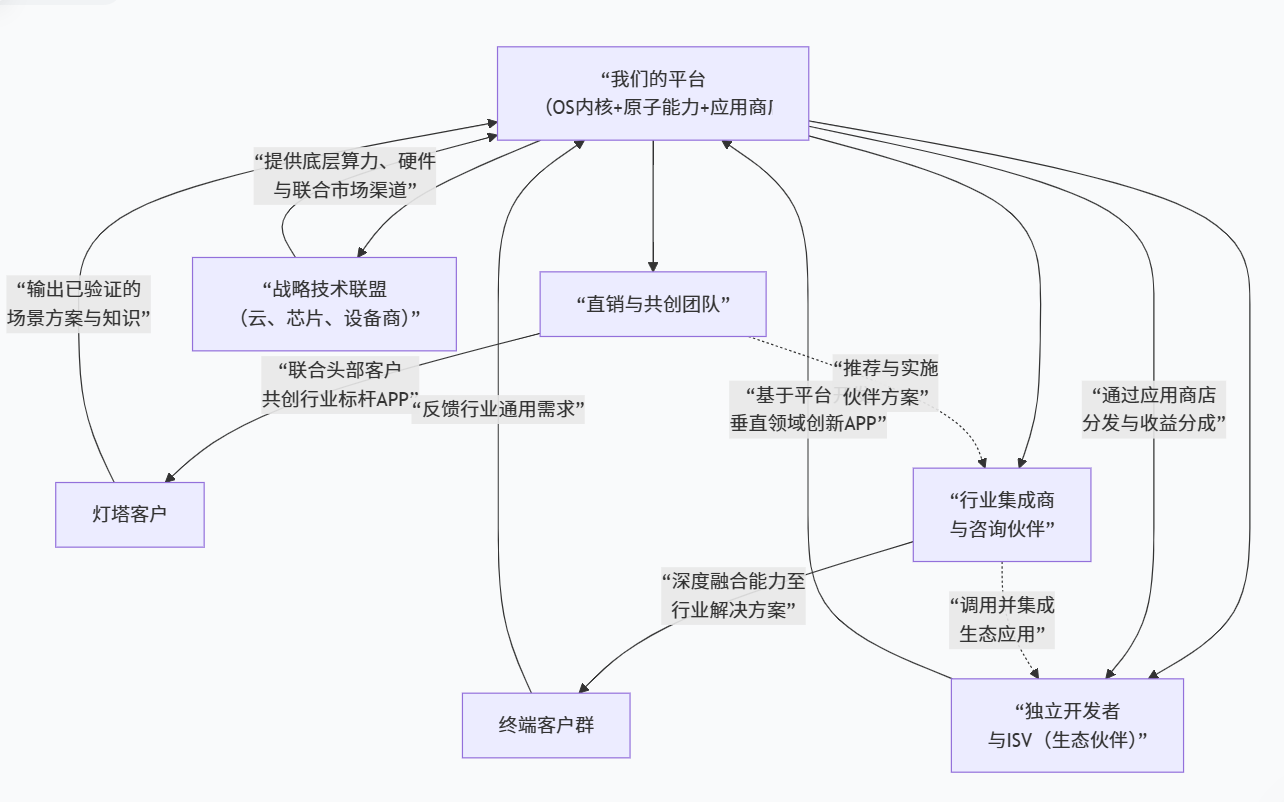 “我们的平台
（OS内核+原子能力+应用商
“提供底层算力、硬件
与联合市场渠道”
“输出已验证的
场景方案与知识”
“战略技术联盟
（云、芯片、设备商）”
“直销与共创团队”
“联合头部客户
共创行业标杆APP”
“反馈行业通用需求”
“推荐与实施
伙伴方案”
“基于平台
垂直领域创新APP”
“通过应用商店
分发与收益分成”
灯塔客户
“行业集成商
与咨询伙伴”
“深度融合能力至
行业解决方案”
“调用并集成
生态应用”
终端客户群
“独立开发者
与ISV（生态伙伴）”